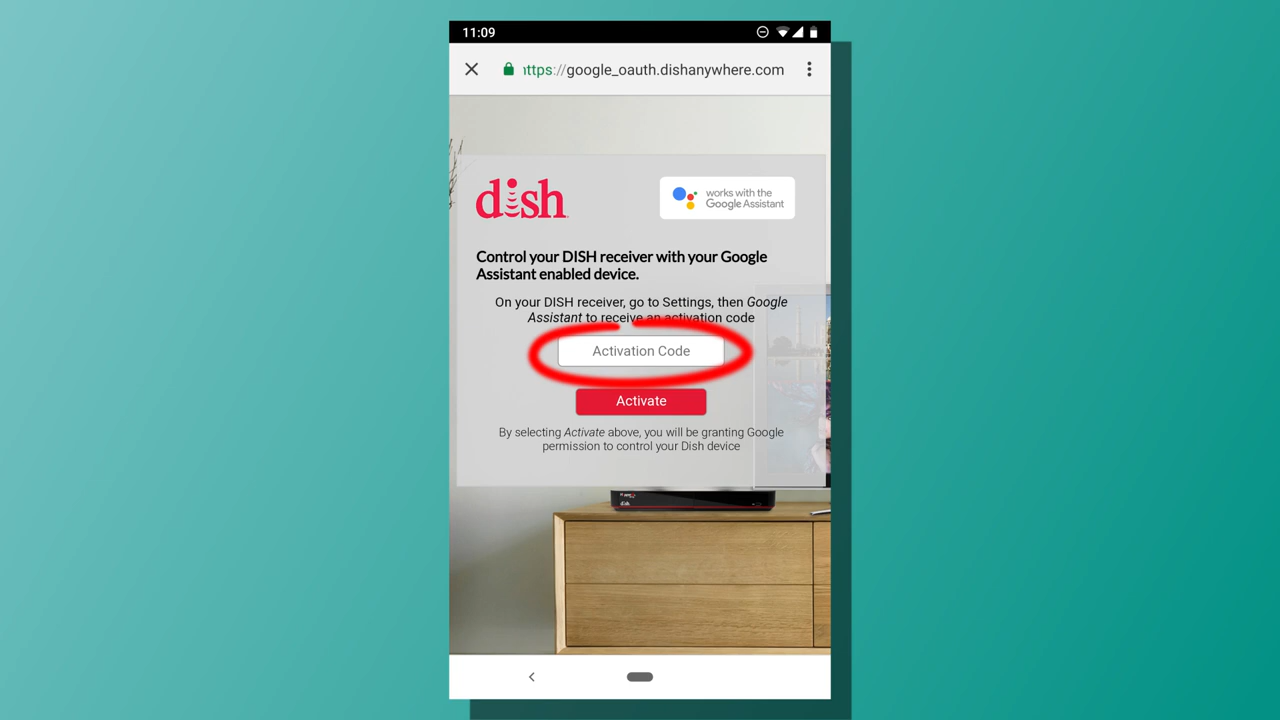 11:09
ttps://google_oauth.dishanywhere.com
dish
works with the
Google Assistant
Control your DISH receiver with your Google
Assistant enabled device.
On your DISH receiver, go to Settings, then Google
Assistant to receive an activation code
Activation Code
Activate
By selecting Activate above, you will be granting Google
permission to control your Dish device
dish